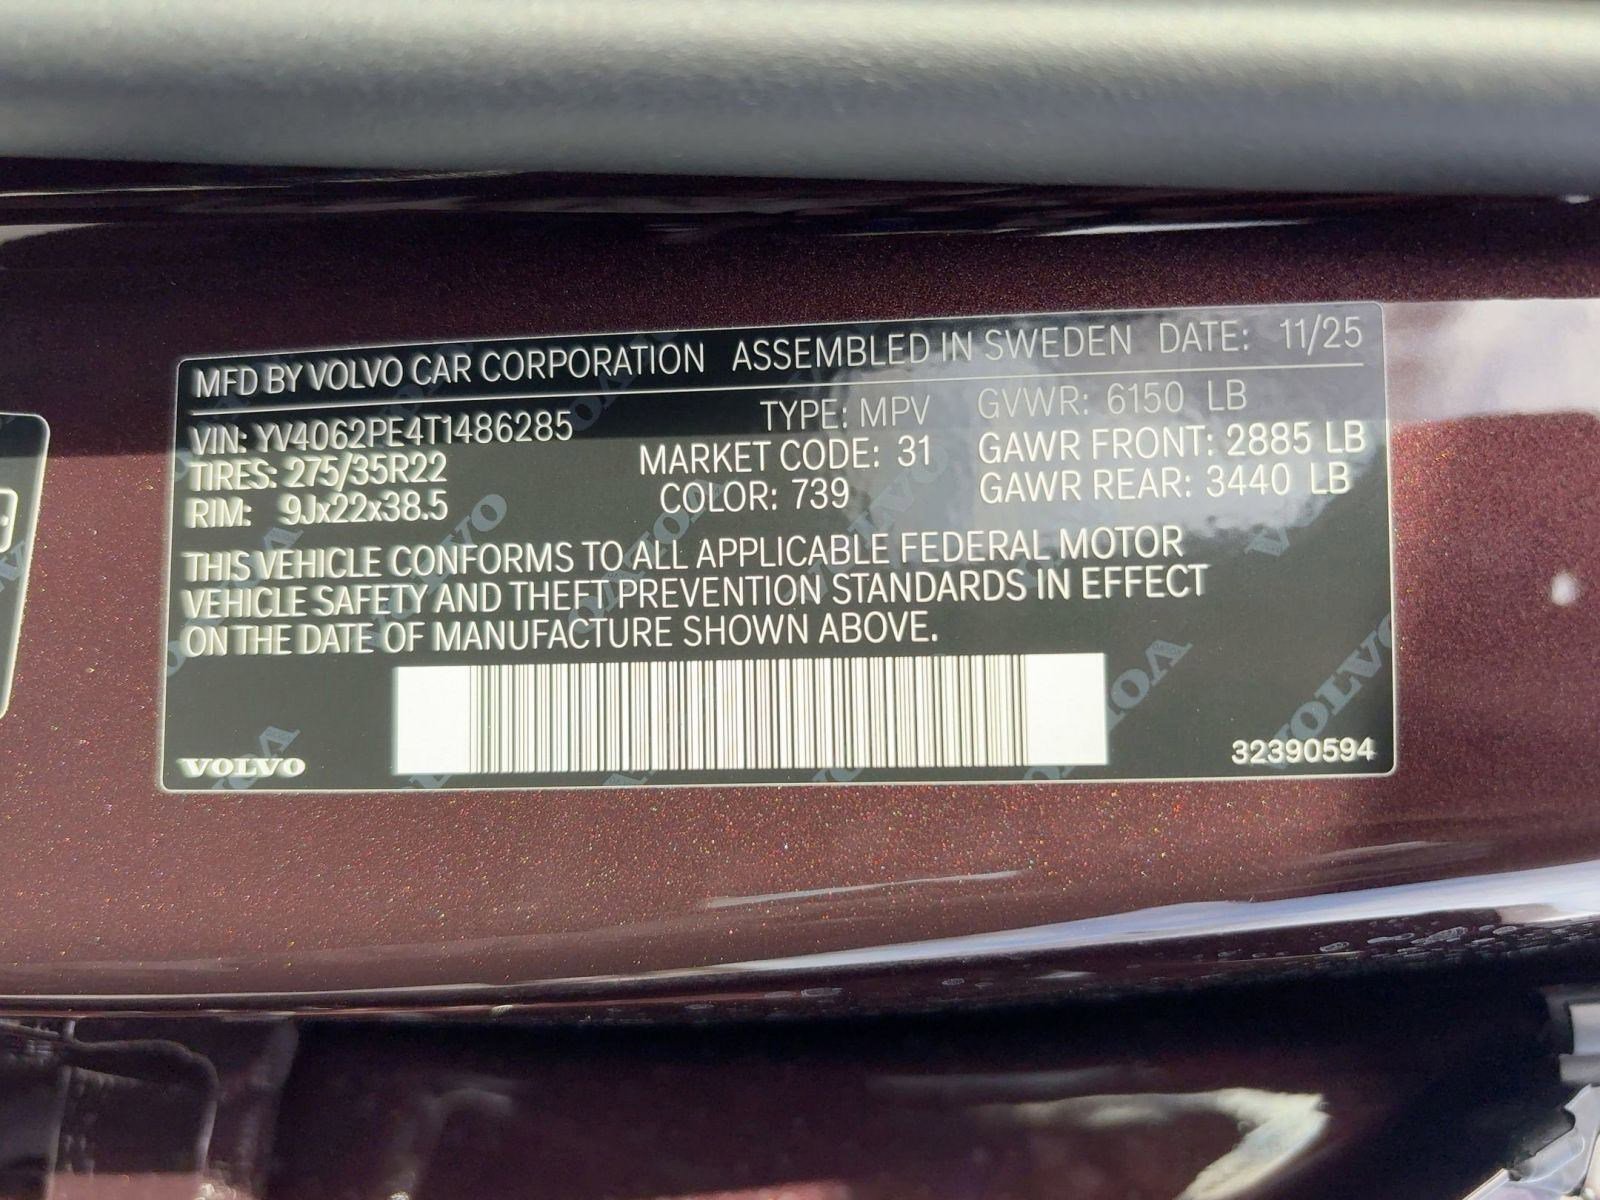 MFD BY VOLVO CAR CORPORATION ASSEMBLED IN SWEDEN DATE: 11/25
VIN: YV4062PE4T1486285 TYPE: MPV GVWR: 6150 LB
TIRES: 275/35R22 MARKET CODE: 31 GAWR FRONT: 2885 LB
RIM: 9Jx22x38.5 COLOR: 739 GAWR REAR: 3440 LB
THIS VEHICLE CONFORMS TO ALL APPLICABLE FEDERAL MOTOR
VEHICLE SAFETY AND THEFT PREVENTION STANDARDS IN EFFECT
ON THE DATE OF MANUFACTURE SHOWN ABOVE.
VOLVO 32390594